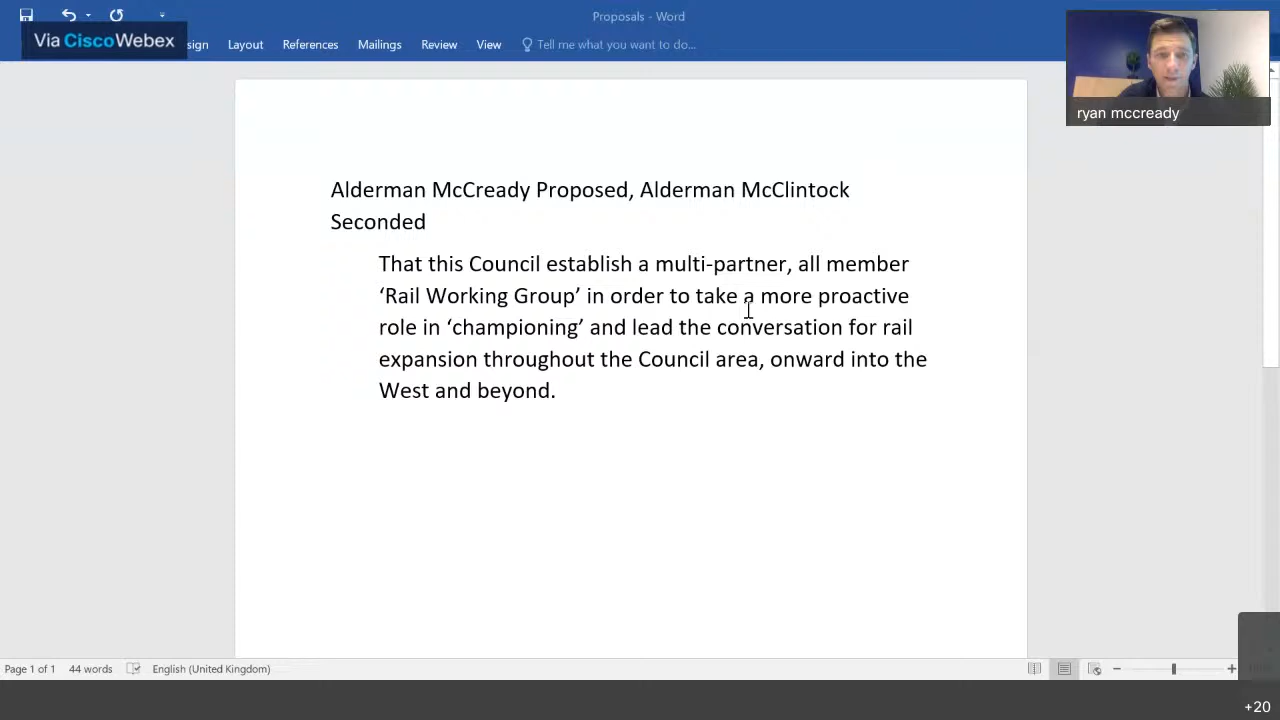 Proposals - Word
Via CiscoWebex
sign Layout References Mailings Review View Tell me what you want to do...
ryan mccready
Alderman McCready Proposed, Alderman McClintock
Seconded
That this Council establish a multi-partner, all member
‘Rail Working Group’ in order to take a more proactive
role in ‘championing’ and lead the conversation for rail
expansion throughout the Council area, onward into the
West and beyond.
Page 1 of 1 44 words English (United Kingdom)
+20